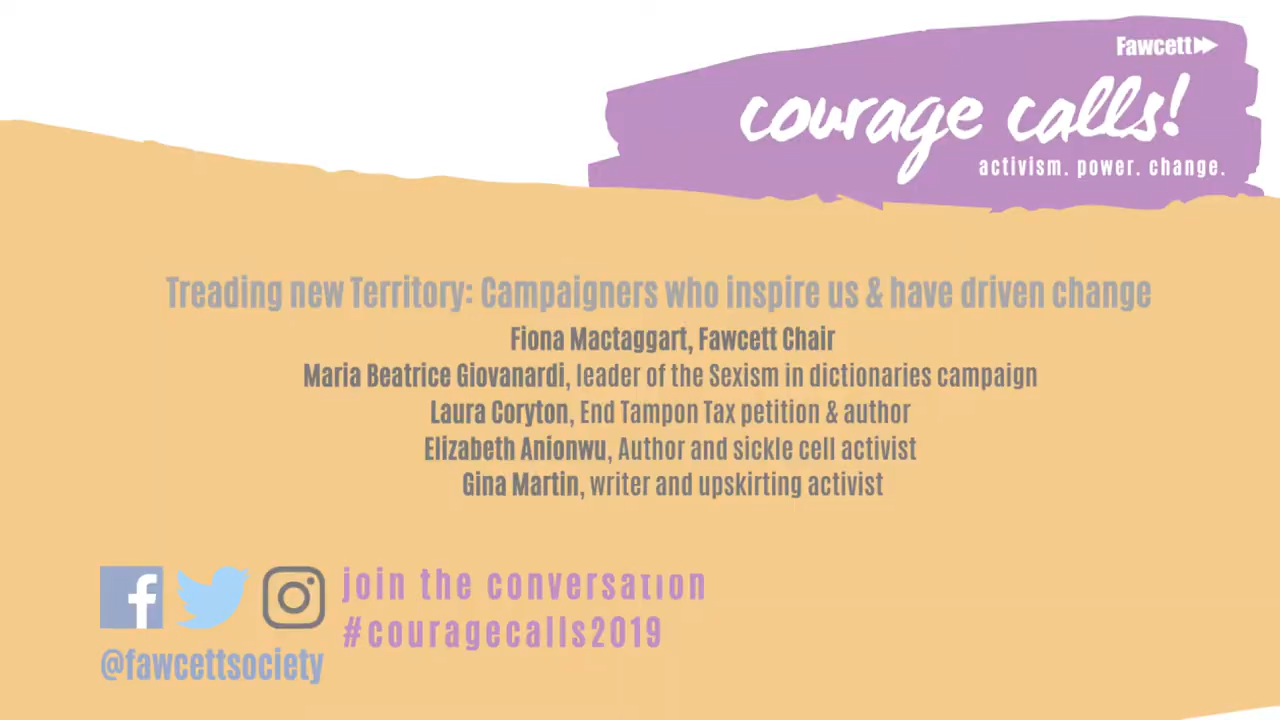 Fawcett
courage calls!
activism. power. change.
Treading new Territory: Campaigners who inspire us & have driven change
Fiona Mactaggart, Fawcett Chair
Maria Beatrice Giovanardi, leader of the Sexism in dictionaries campaign
Laura Coryton, End Tampon Tax petition & author
Elizabeth Anionwu, Author and sickle cell activist
Gina Martin, writer and upskirting activist
join the conversation
#couragecalls2019
@fawcettsociety